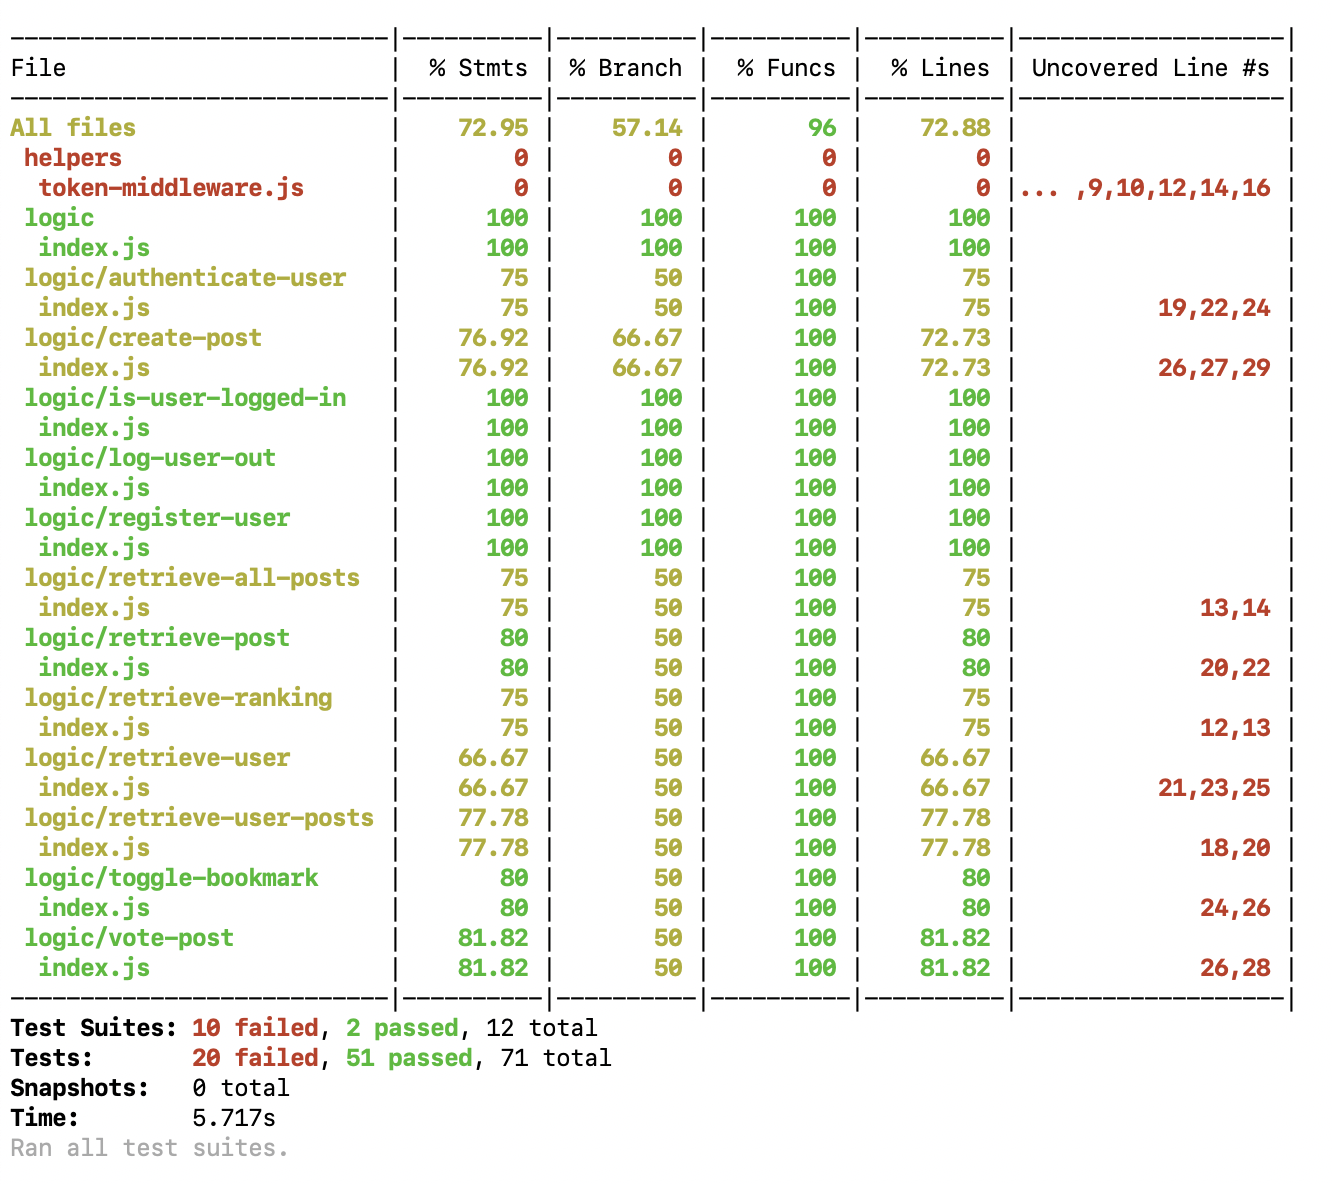 ---------------------------|----------|----------|----------|----------|-------------------|
File                       |  % Stmts | % Branch |  % Funcs |  % Lines | Uncovered Line #s |
---------------------------|----------|----------|----------|----------|-------------------|
All files                  |    72.95 |    57.14 |       96 |    72.88 |                   |
 helpers                   |        0 |        0 |        0 |        0 |                   |
  token-middleware.js      |        0 |        0 |        0 |        0 |... ,9,10,12,14,16 |
 logic                     |      100 |      100 |      100 |      100 |                   |
  index.js                 |      100 |      100 |      100 |      100 |                   |
 logic/authenticate-user   |       75 |       50 |      100 |       75 |                   |
  index.js                 |       75 |       50 |      100 |       75 |          19,22,24 |
 logic/create-post         |    76.92 |    66.67 |      100 |    72.73 |                   |
  index.js                 |    76.92 |    66.67 |      100 |    72.73 |          26,27,29 |
 logic/is-user-logged-in   |      100 |      100 |      100 |      100 |                   |
  index.js                 |      100 |      100 |      100 |      100 |                   |
 logic/log-user-out        |      100 |      100 |      100 |      100 |                   |
  index.js                 |      100 |      100 |      100 |      100 |                   |
 logic/register-user       |      100 |      100 |      100 |      100 |                   |
  index.js                 |      100 |      100 |      100 |      100 |                   |
 logic/retrieve-all-posts  |       75 |       50 |      100 |       75 |                   |
  index.js                 |       75 |       50 |      100 |       75 |             13,14 |
 logic/retrieve-post       |       80 |       50 |      100 |       80 |                   |
  index.js                 |       80 |       50 |      100 |       80 |             20,22 |
 logic/retrieve-ranking    |       75 |       50 |      100 |       75 |                   |
  index.js                 |       75 |       50 |      100 |       75 |             12,13 |
 logic/retrieve-user       |    66.67 |       50 |      100 |    66.67 |                   |
  index.js                 |    66.67 |       50 |      100 |    66.67 |          21,23,25 |
 logic/retrieve-user-posts |    77.78 |       50 |      100 |    77.78 |                   |
  index.js                 |    77.78 |       50 |      100 |    77.78 |             18,20 |
 logic/toggle-bookmark     |       80 |       50 |      100 |       80 |                   |
  index.js                 |       80 |       50 |      100 |       80 |             24,26 |
 logic/vote-post           |    81.82 |       50 |      100 |    81.82 |                   |
  index.js                 |    81.82 |       50 |      100 |    81.82 |             26,28 |
---------------------------|----------|----------|----------|----------|-------------------|
Test Suites: 10 failed, 2 passed, 12 total
Tests:       20 failed, 51 passed, 71 total
Snapshots:   0 total
Time:        5.717s
Ran all test suites.